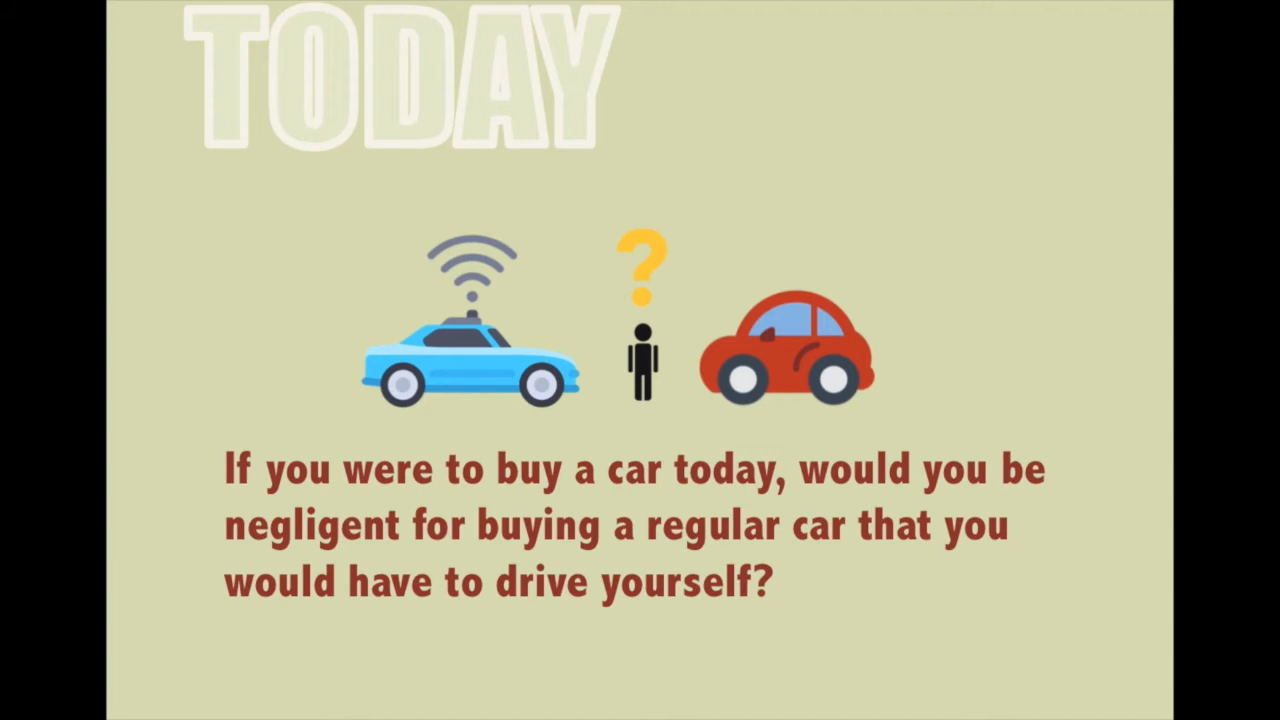 TODAY
?
If you were to buy a car today, would you be
negligent for buying a regular car that you
would have to drive yourself?